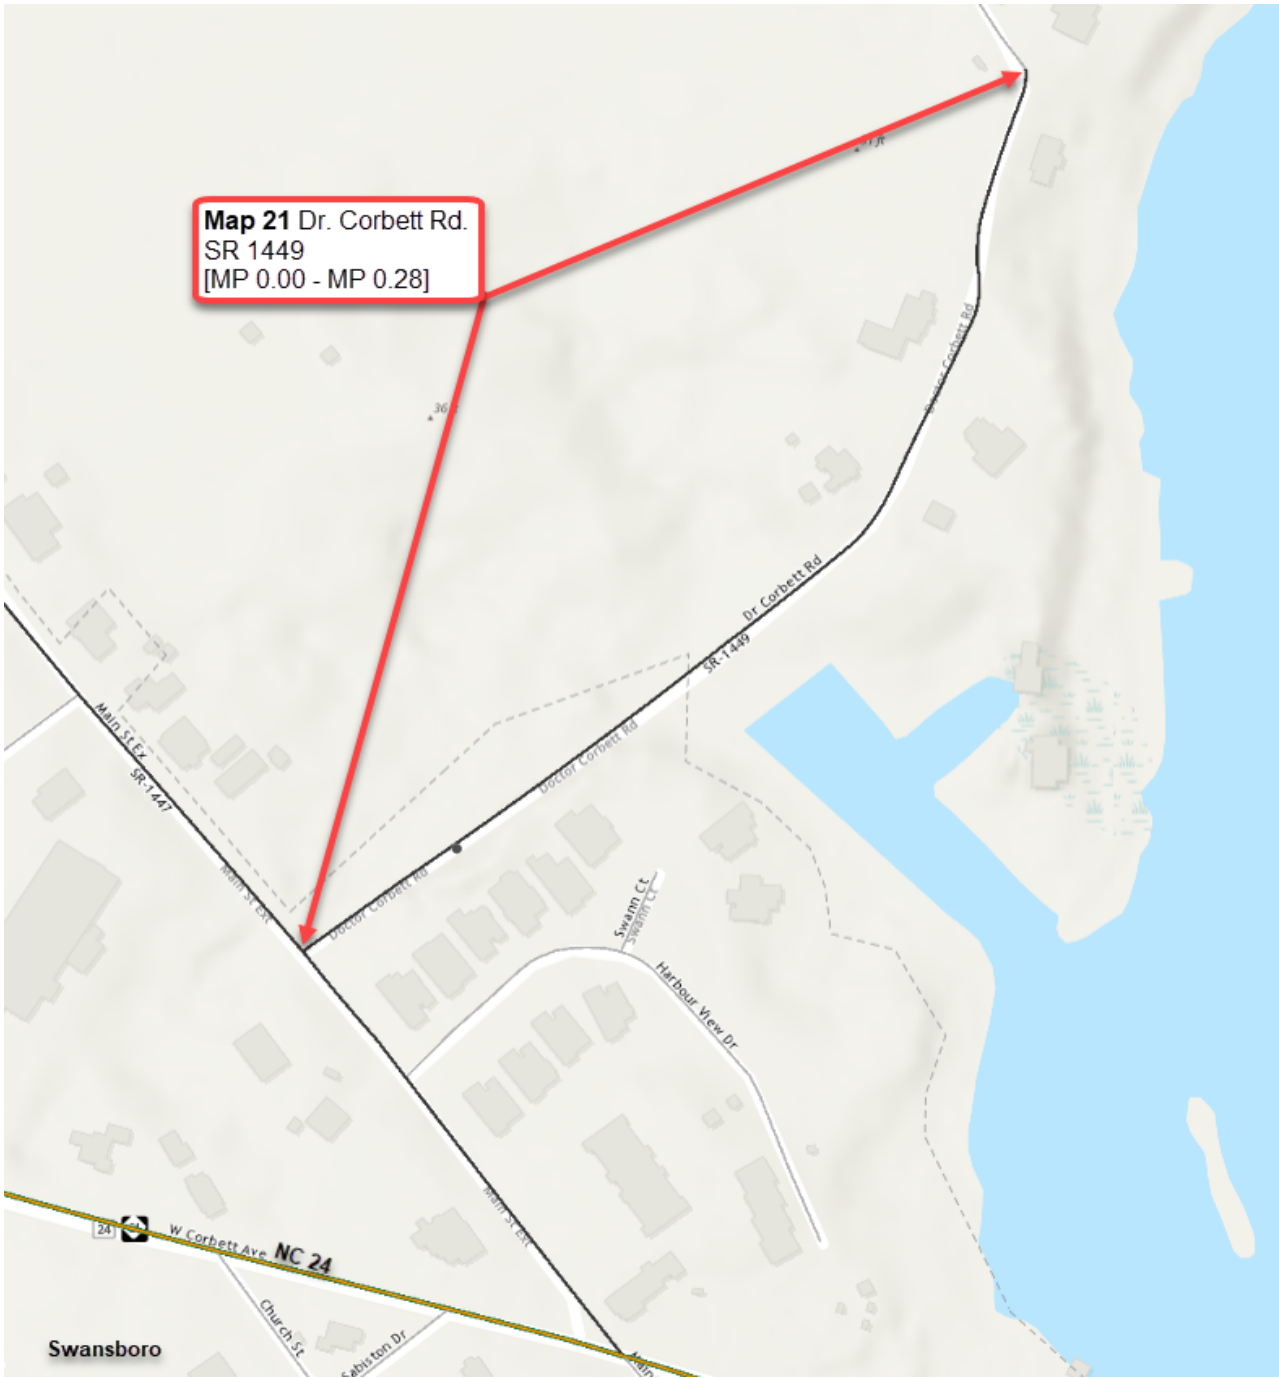 Map 21 Dr. Corbett Rd.
SR 1449
[MP 0.00 - MP 0.28]
Doctor Corbett Rd
Dr Corbett Rd
SR-1449
Doctor Corbett Rd
Doctor Corbett Rd
Main St Ex
SR-1447
Main St Ext
Swann Ct
Swann Ct
Harbour View Dr
Main St Ext
24
W Corbett Ave
NC 24
Church St
Sabiston Dr
Swansboro